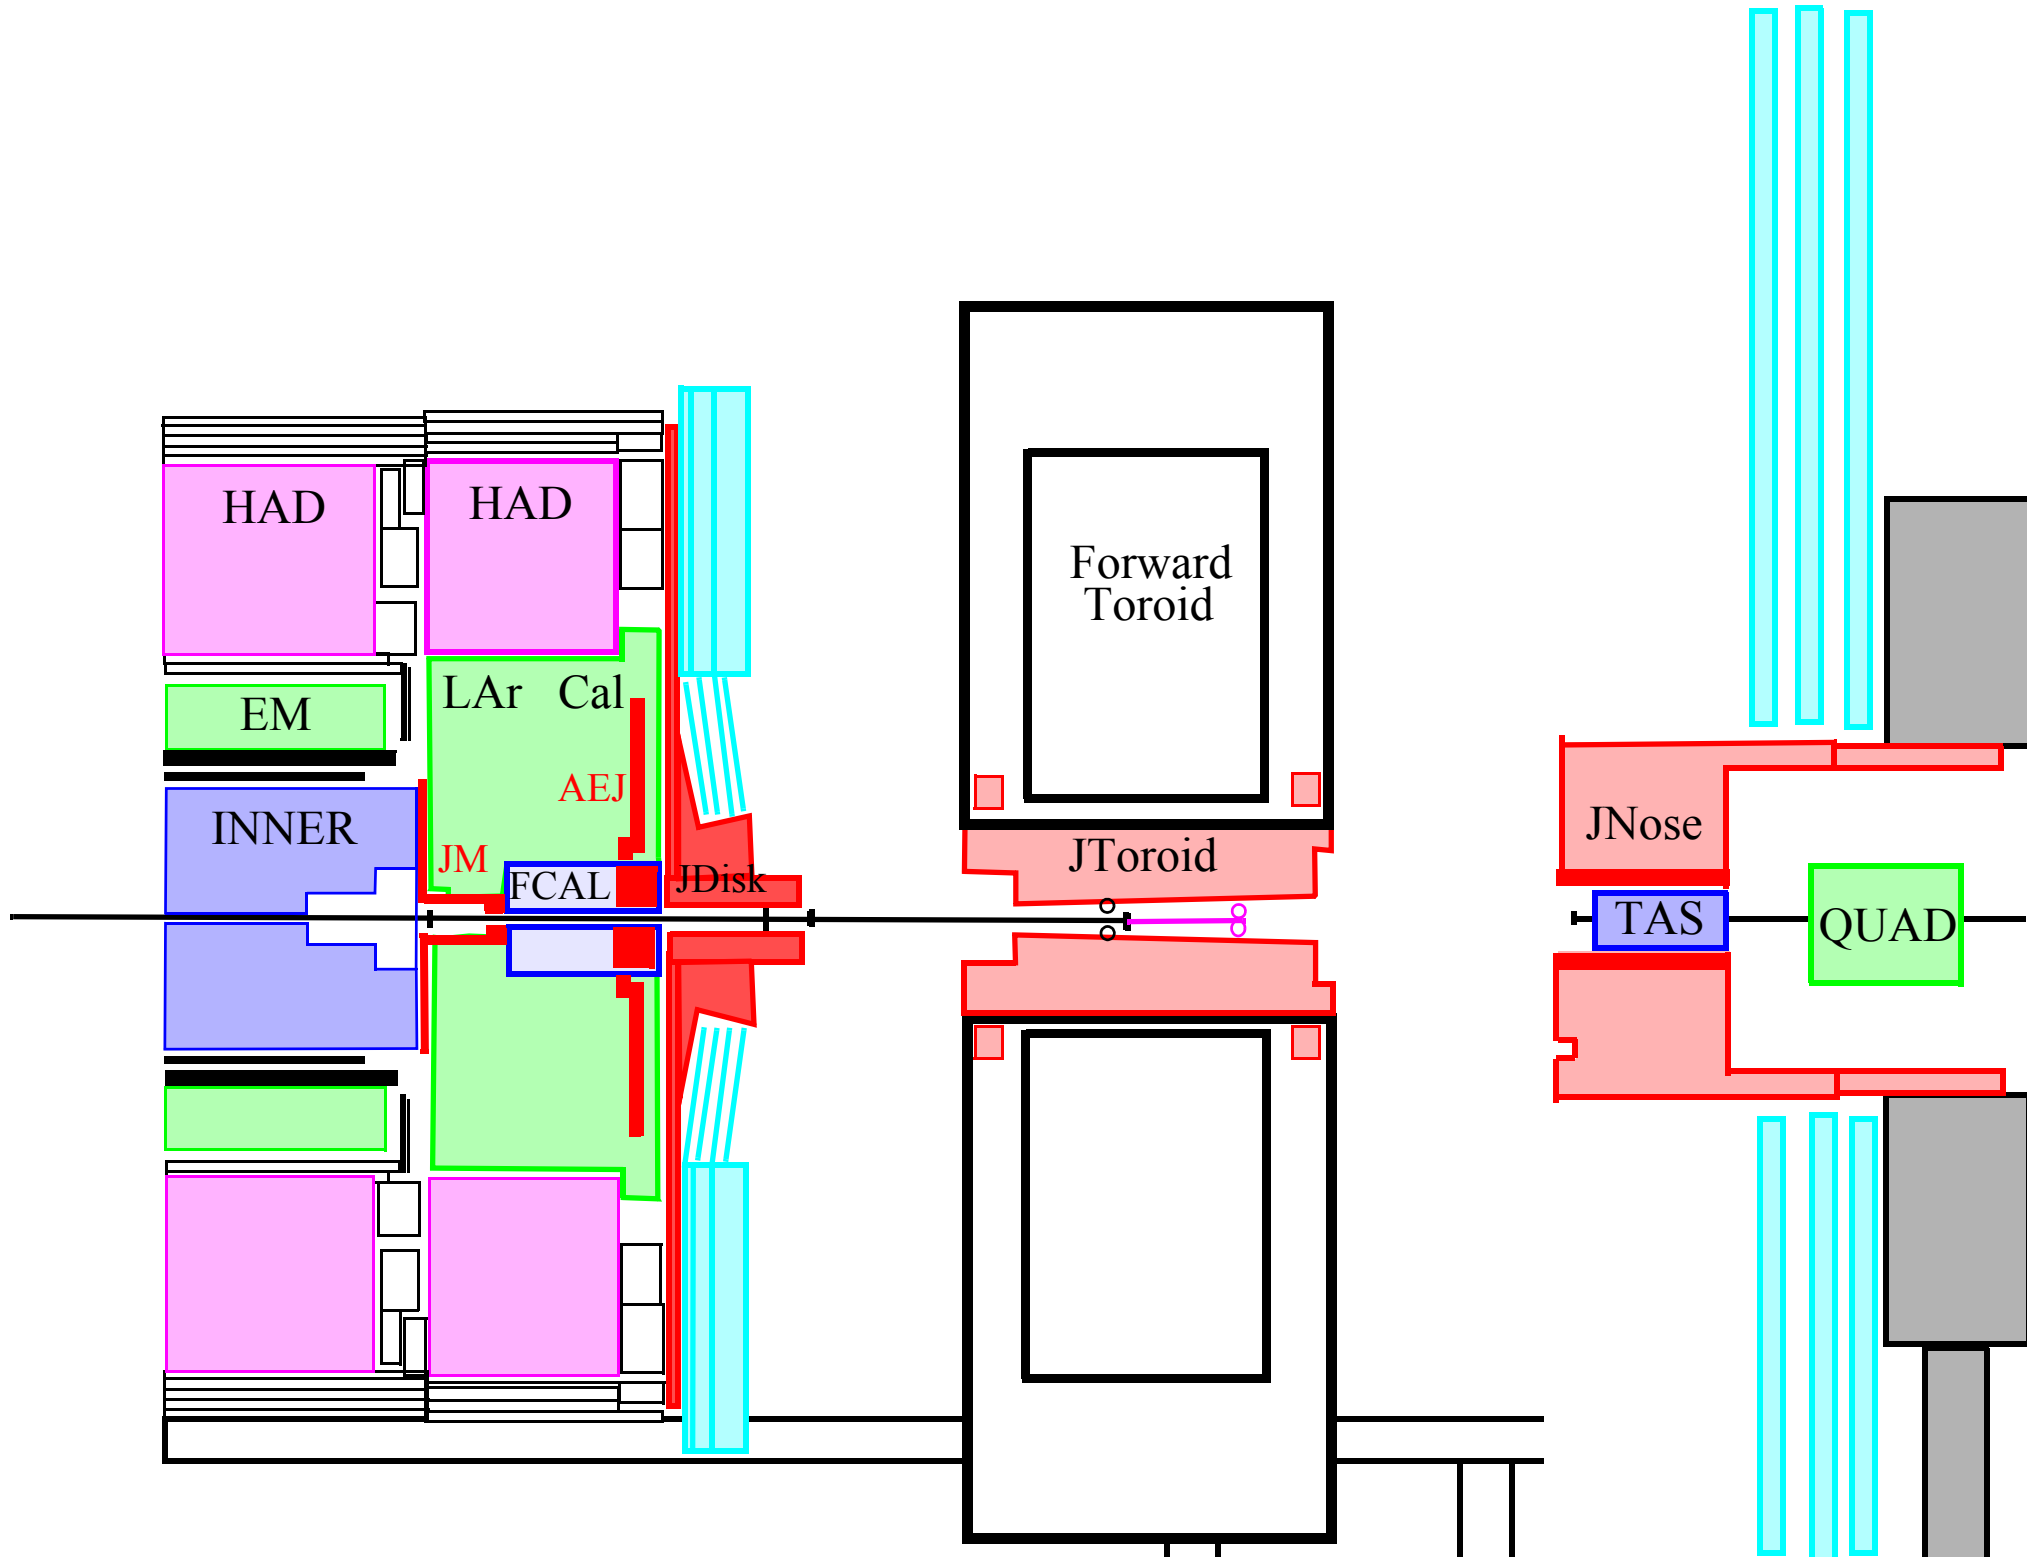 HAD
HAD
Forward
Toroid
LAr Cal
EM
AEJ
INNER
JM
JDisk
JToroid
JNose
FCAL
TAS
QUAD